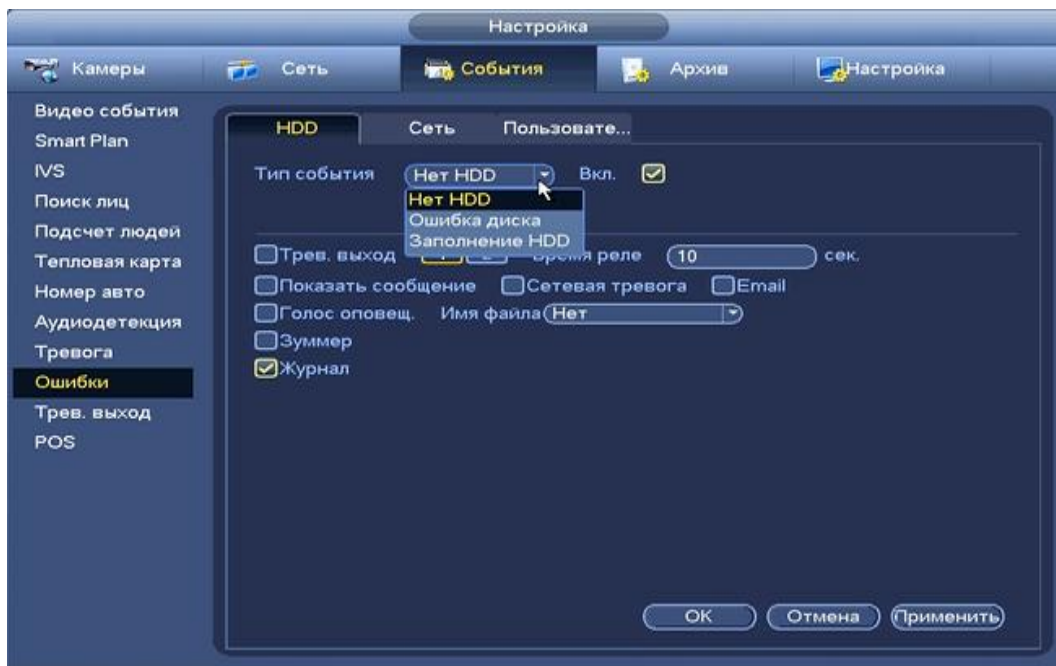 Настройка
Камеры Сеть События Архив Настройка
Видео события
Smart Plan
IVS
Поиск лиц
Подсчет людей
Тепловая карта
Номер авто
Аудиодетекция
Тревога
Ошибки
Трев. выход
POS
HDD Сеть Пользовате...
Тип события Нет HDD Вкл.
Нет HDD
Ошибка диска
Заполнение HDD
Трев. выход Время реле 10 сек.
Показать сообщение Сетевая тревога Email
Голос оповещ. Имя файла Нет
Зуммер
Журнал
OK Отмена Применить